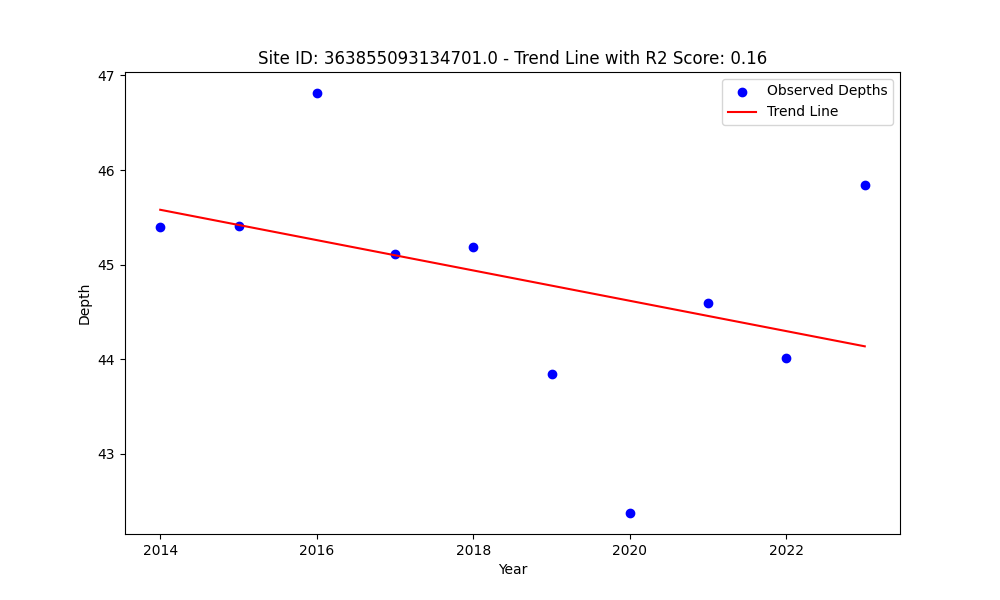 Site ID: 363855093134701.0 - Trend Line with R2 Score: 0.16
Observed Depths
Trend Line
47
46
45
44
43
Depth
2014
2016
2018
2020
2022
Year